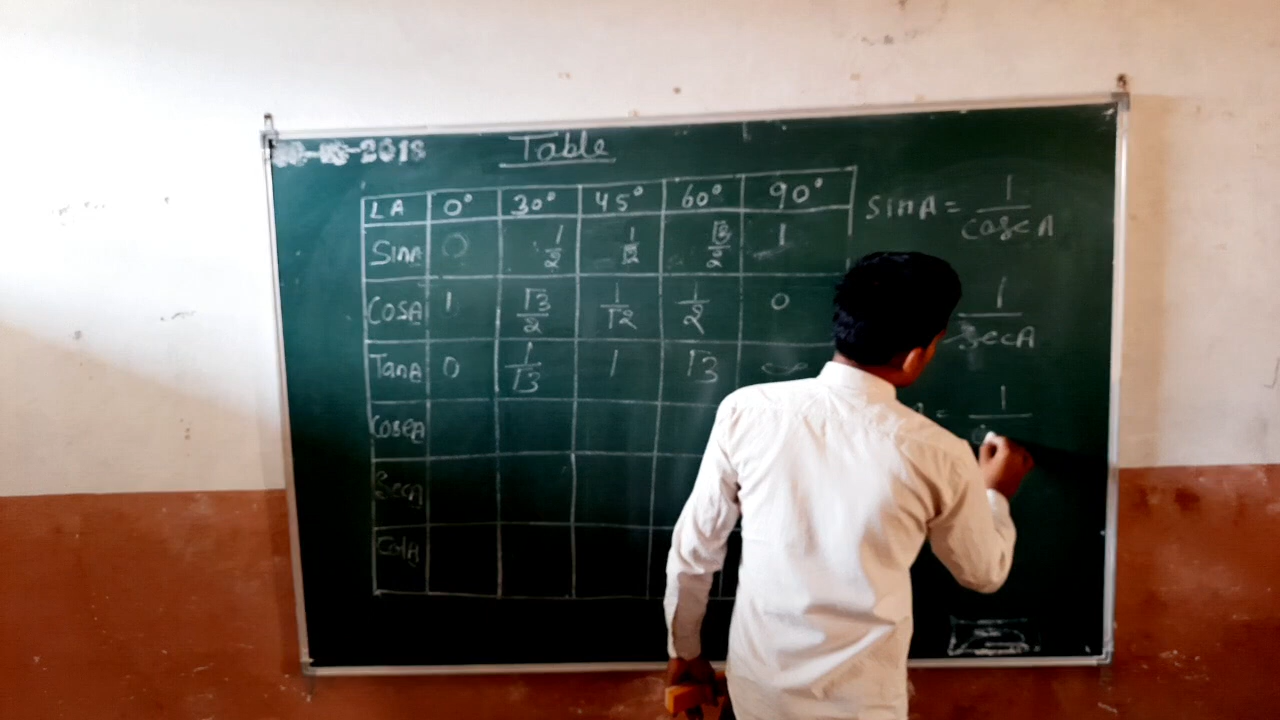 -2018
Table
LA 0° 30° 45° 60° 90°
SinA 0 1/2 1/√2 √3/2 1
CosA 1 √3/2 1/√2 1/2 0
TanA 0 1/√3 1 √3 ∞
CosecA
SecA
CotA
SinA = 1/CosecA
1/SecA
= 1/